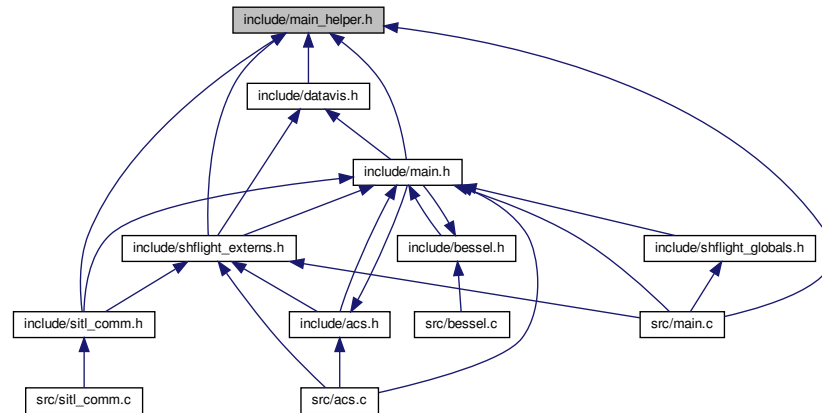 include/main_helper.h
include/datavis.h
include/main.h
include/shflight_externs.h
include/bessel.h
include/shflight_globals.h
include/sitl_comm.h
include/acs.h
src/bessel.c
src/main.c
src/sitl_comm.c
src/acs.c